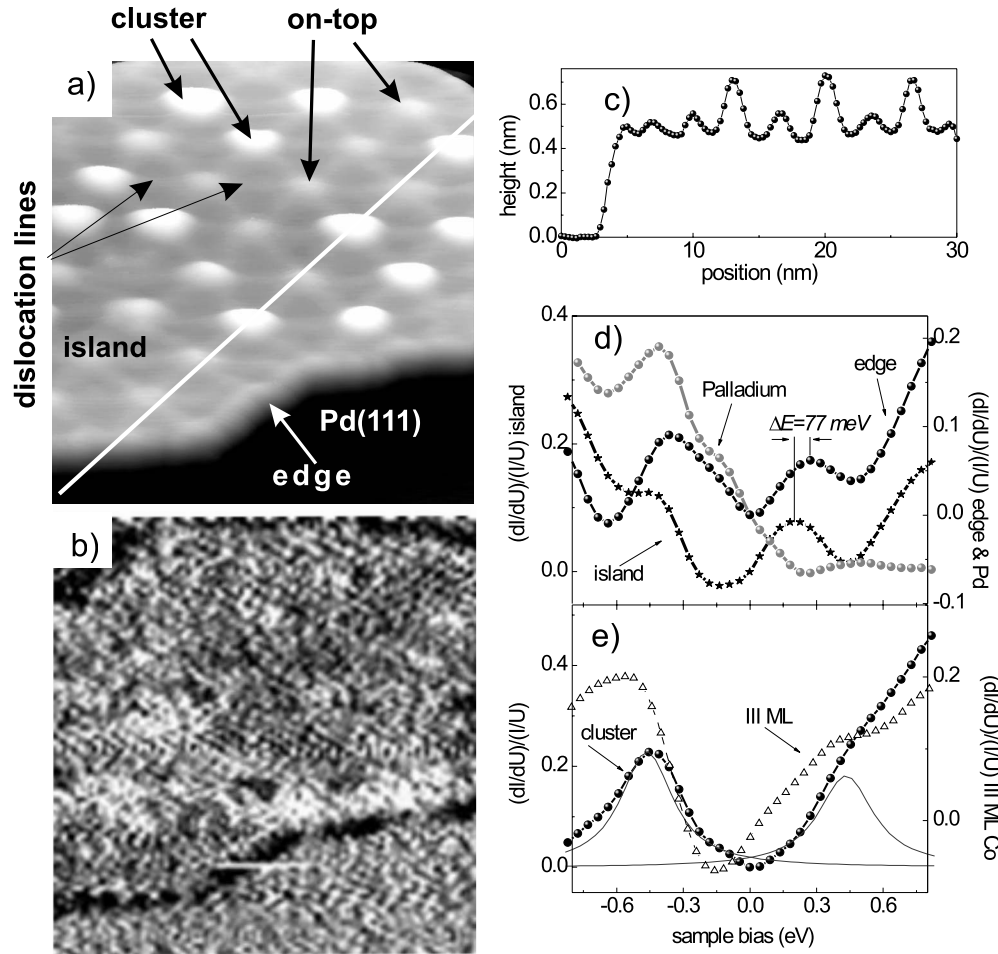 cluster
on-top
a)
dislocation lines
island
Pd(111)
edge
b)
c)
height (nm)
0.6
0.4
0.2
0.0
0
10
20
30
position (nm)
d)
(dI/dU)/(I/U) island
0.4
0.2
0.0
Palladium
edge
ΔE=77 meV
island
0.2
0.1
0.0
-0.1
(dI/dU)/(I/U) edge & Pd
e)
(dI/dU)/(I/U)
0.4
0.2
0.0
cluster
III ML
0.2
0.0
(dI/dU)/(I/U) III ML Co
-0.6
-0.3
0.0
0.3
0.6
sample bias (eV)